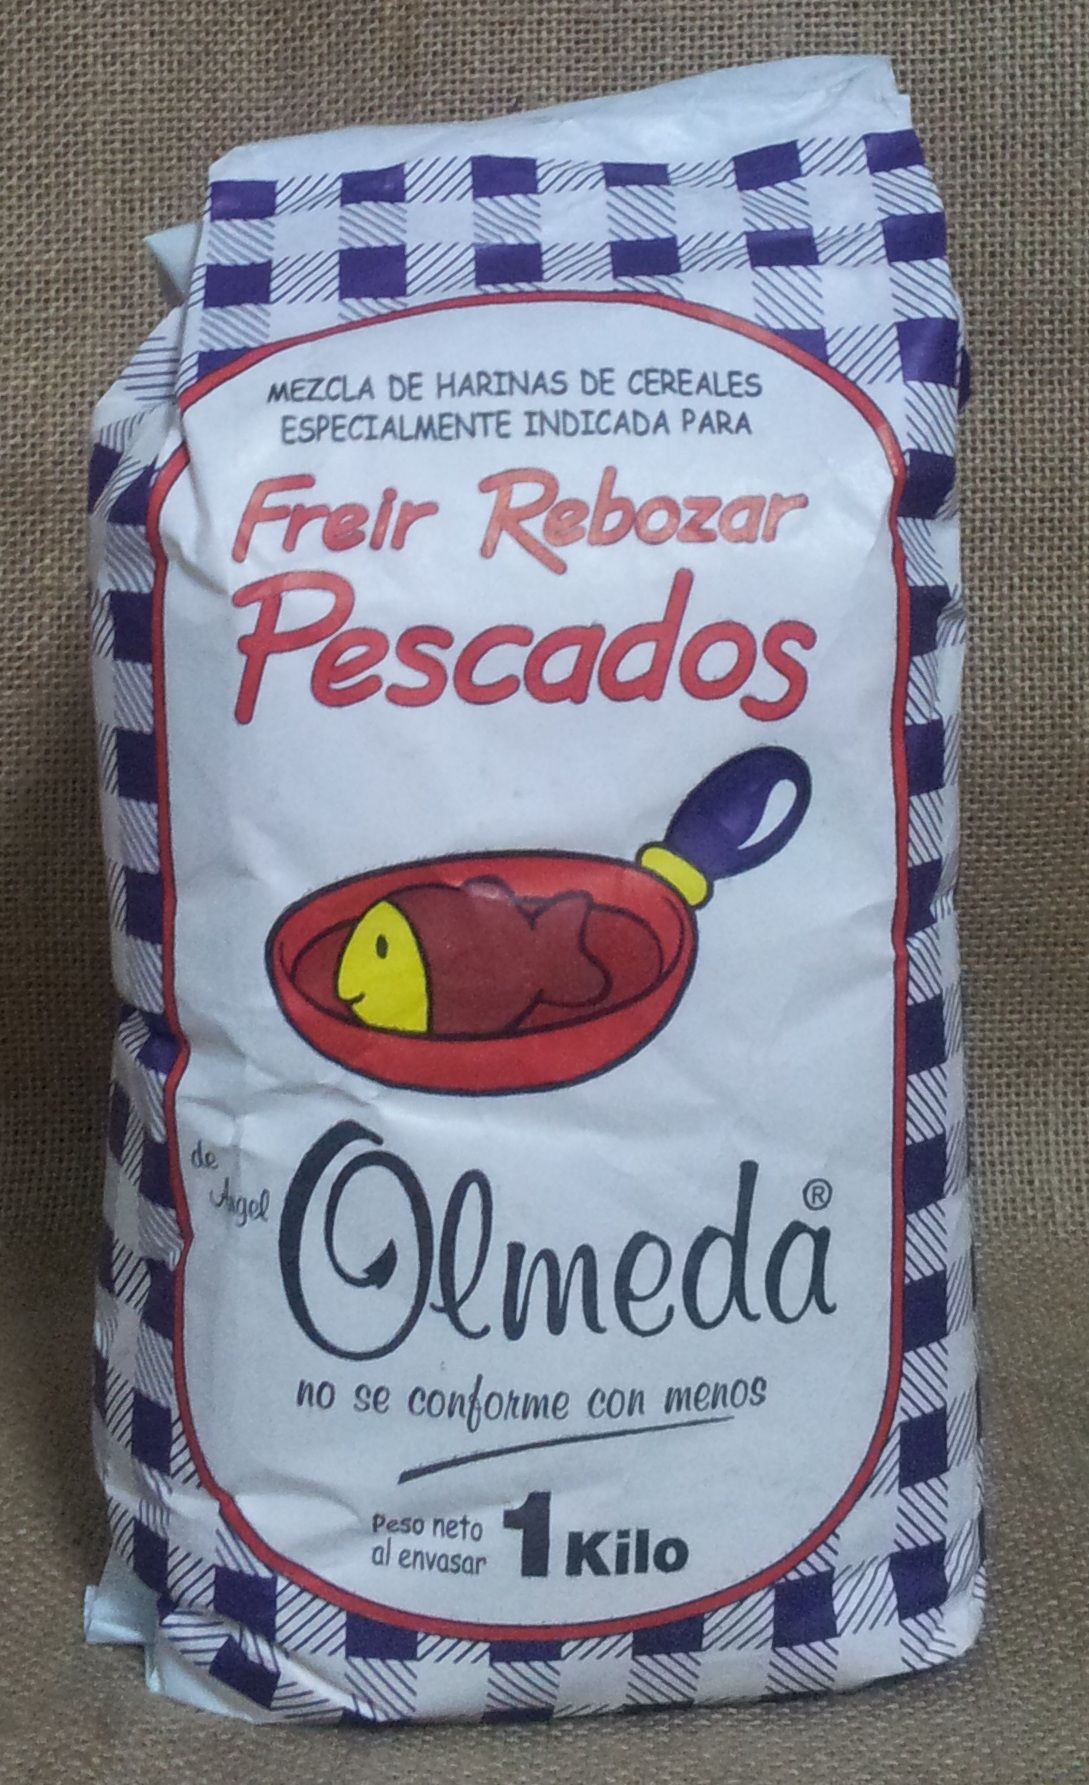 MEZCLA DE HARINAS DE CEREALES
ESPECIALMENTE INDICADA PARA
Freir Rebozar
Pescados
de
Angel
Olmeda®
no se conforme con menos
Peso neto
al envasar
1 Kilo